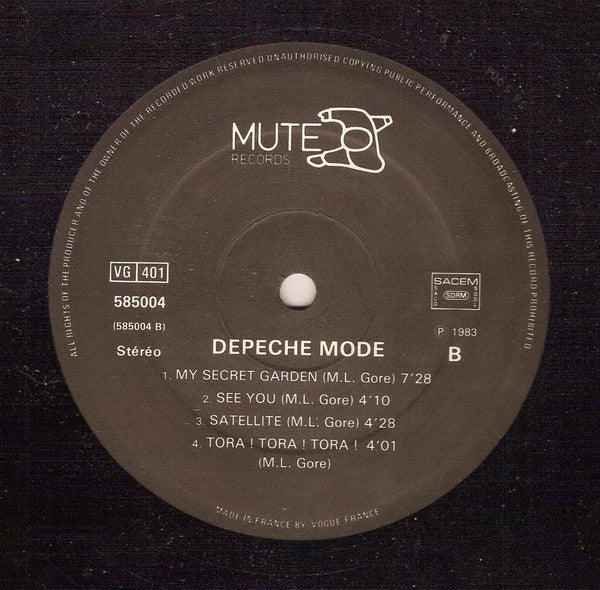 ALL RIGHTS OF THE PRODUCER AND OF THE OWNER OF THE RECORDED WORK RESERVED UNAUTHORISED COPYING PUBLIC PERFORMANCE AND BROADCASTING OF THIS RECORD PROHIBITED
MUTE
RECORDS
VG 401
585004
(585004 B)
Stéréo
SACEM
SACD SDRM SGDL
P 1983
B
DEPECHE MODE
1. MY SECRET GARDEN (M.L. Gore) 7'28
2. SEE YOU (M.L. Gore) 4'10
3. SATELLITE (M.L. Gore) 4'28
4. TORA ! TORA ! TORA ! 4'01
(M.L. Gore)
MADE IN FRANCE BY VOGUE FRANCE